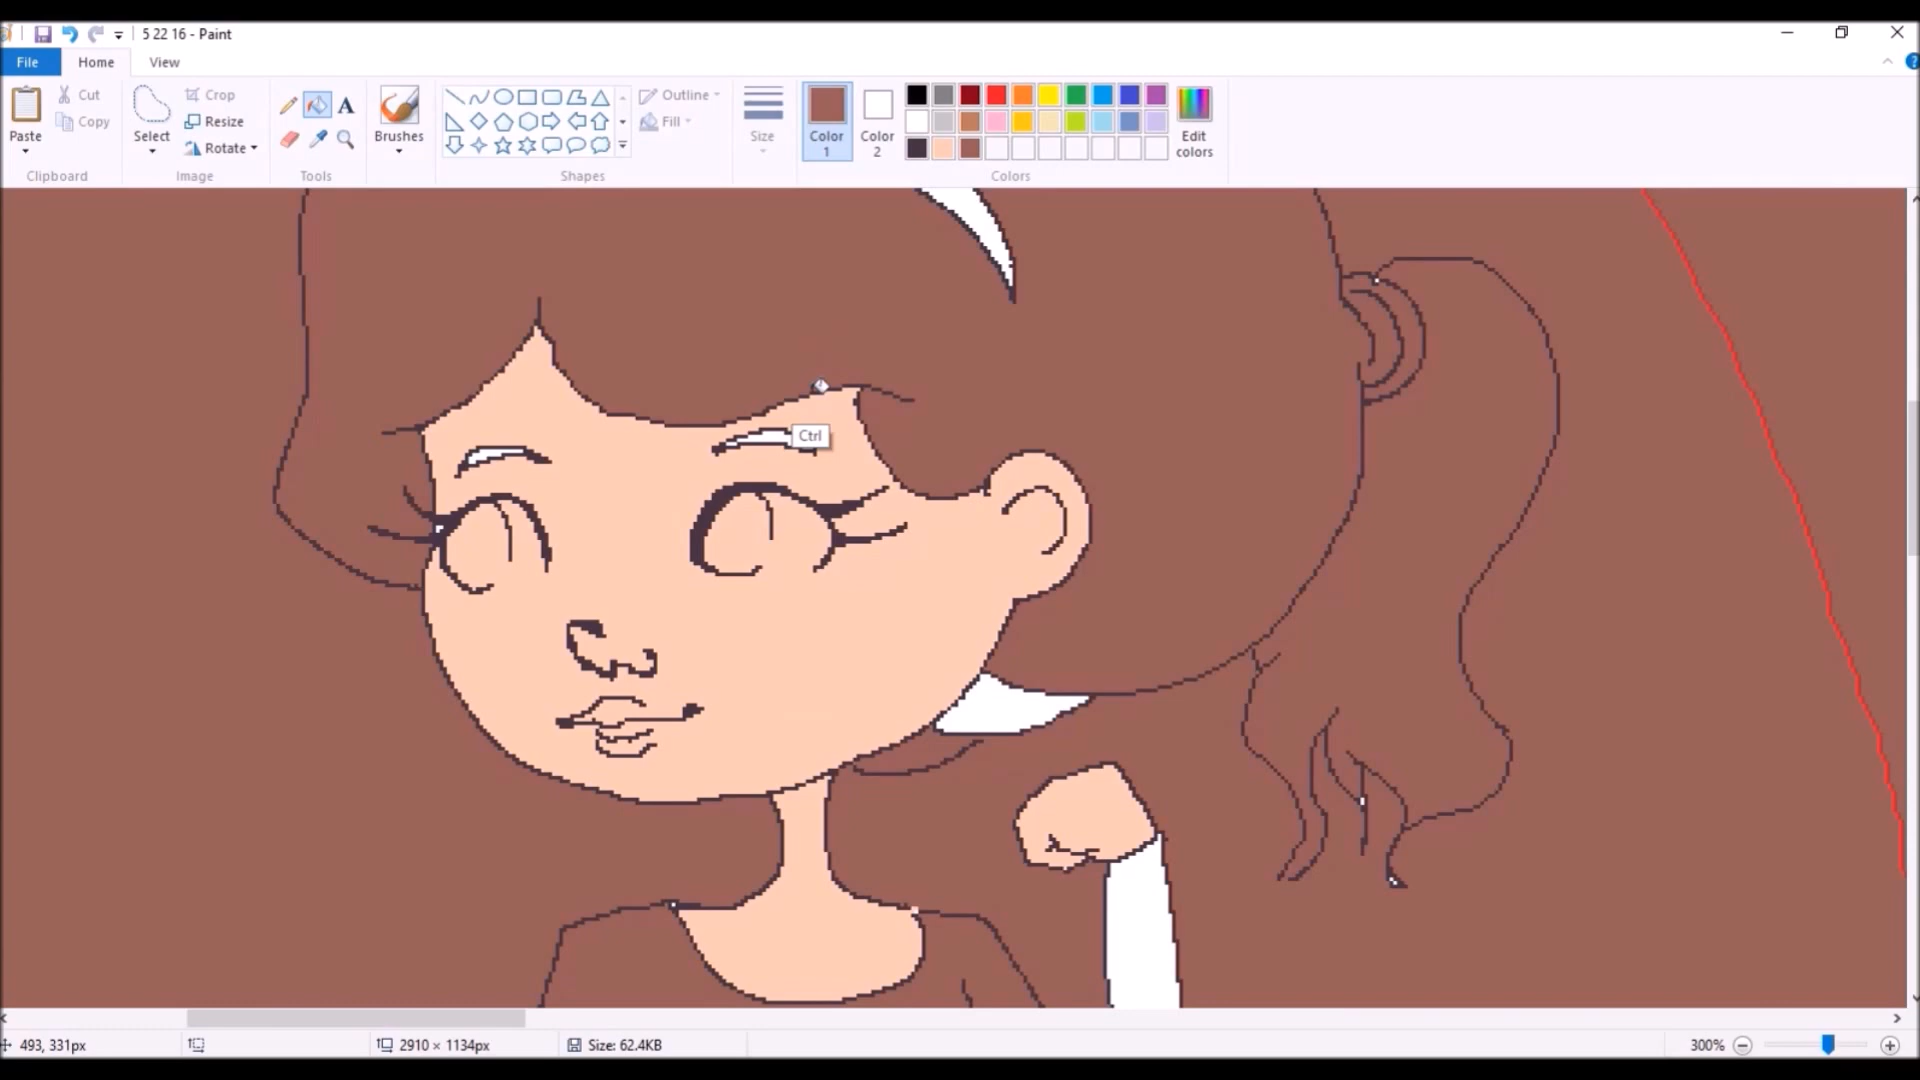 5 22 16 - Paint
File Home View
Paste
Cut
Copy
Clipboard
Select
Crop
Resize
Rotate
Image
A
Tools
Brushes
Outline
Fill
Shapes
Size
Color 1
Color 2
Edit colors
Colors
Ctrl
493, 331px
2910 × 1134px
Size: 62.4KB
300%